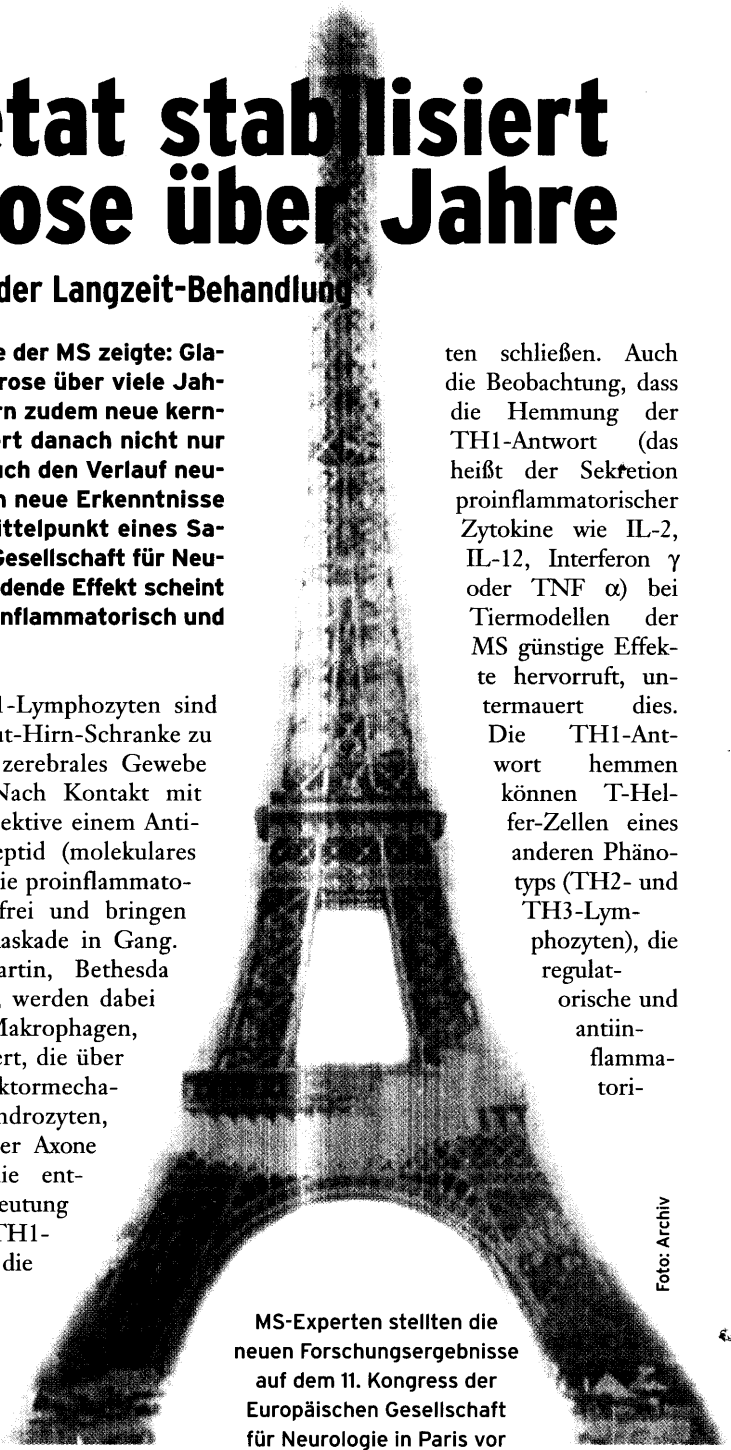 etat stabilisiert
ose über Jahre
der Langzeit-Behandlung
e der MS zeigte: Gla-
rose über viele Jah-
rn zudem neue kern-
ert danach nicht nur
uch den Verlauf neu-
n neue Erkenntnisse
ittelpunkt eines Sa-
Gesellschaft für Neu-
dende Effekt scheint
nflammatorisch und
l-Lymphozyten sind
ut-Hirn-Schranke zu
zerebrales Gewebe
Nach Kontakt mit
ektive einem Anti-
eptid (molekulares
ie proinflammato-
frei und bringen
Kaskade in Gang.
artin, Bethesda
, werden dabei
Makrophagen,
ert, die über
ktormecha-
ndrozyten,
er Axone
ie ent-
eutung
TH1-
die
ten schließen. Auch
die Beobachtung, dass
die Hemmung der
TH1-Antwort (das
heißt der Sekretion
proinflammatorischer
Zytokine wie IL-2,
IL-12, Interferon γ
oder TNF α) bei
Tiermodellen der
MS günstige Effek-
te hervorruft, un-
termauert dies.
Die TH1-Ant-
wort hemmen
können T-Hel-
fer-Zellen eines
anderen Phäno-
typs (TH2- und
TH3-Lym-
phozyten), die
regulat-
orische und
antiin-
flamma-
tori-
Foto: Archiv
MS-Experten stellten die
neuen Forschungsergebnisse
auf dem 11. Kongress der
Europäischen Gesellschaft
für Neurologie in Paris vor